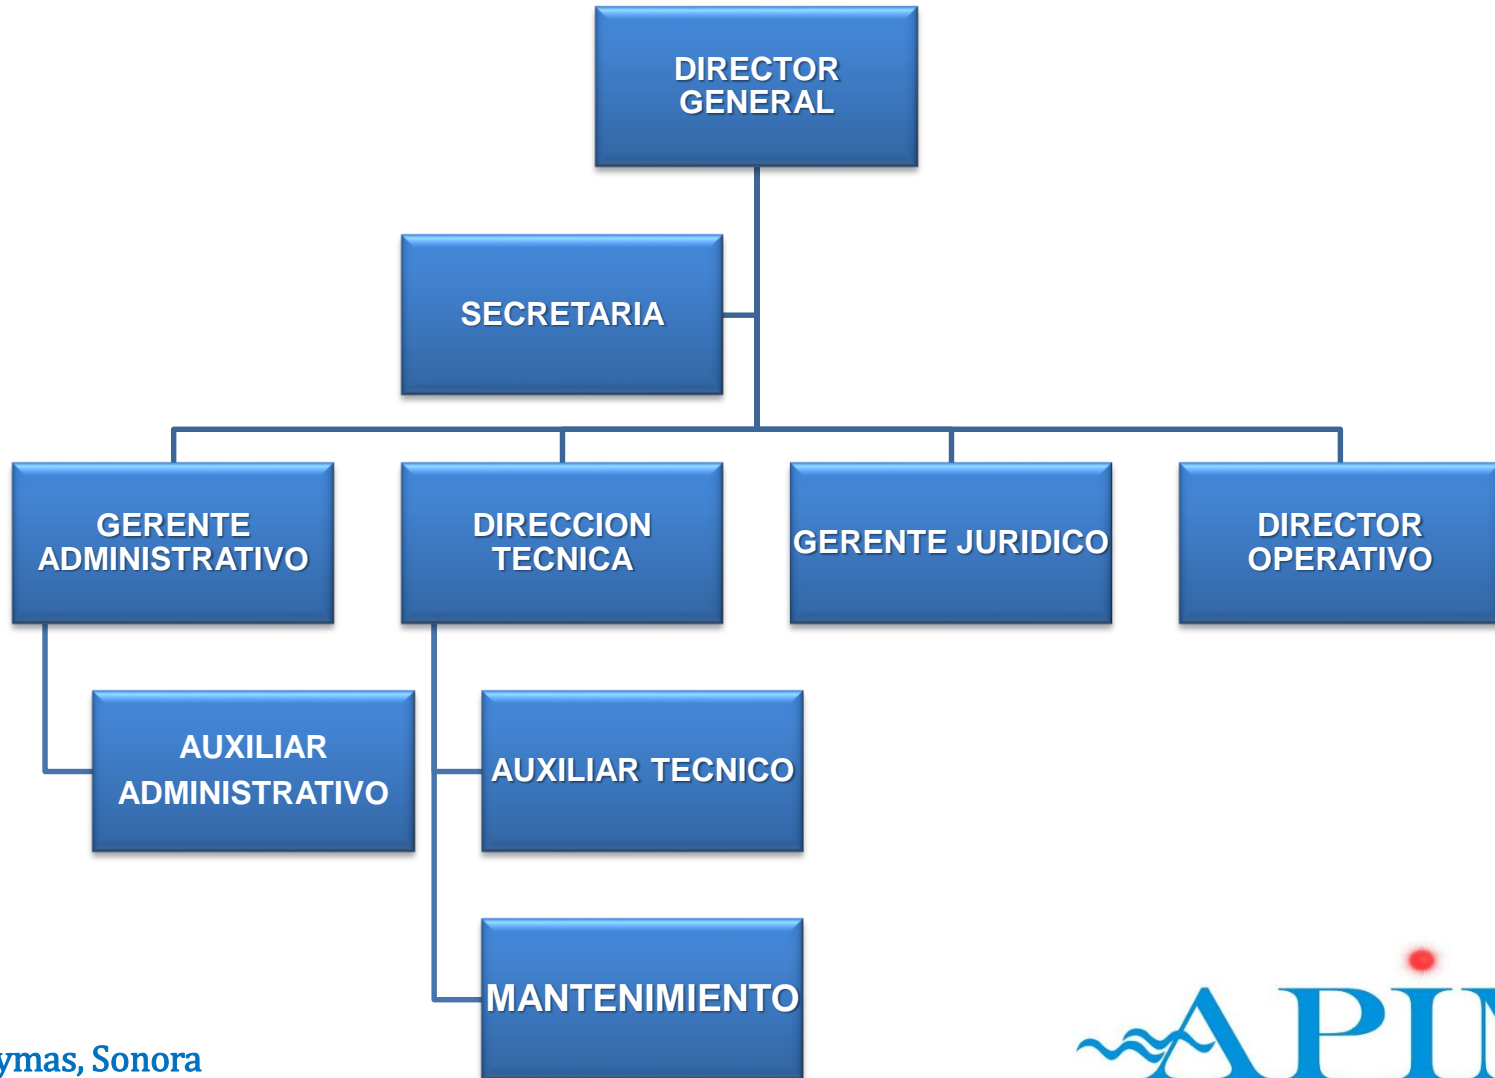 DIRECTOR
GENERAL
SECRETARIA
GERENTE
ADMINISTRATIVO
DIRECCION
TECNICA
GERENTE JURIDICO
DIRECTOR
OPERATIVO
AUXILIAR
ADMINISTRATIVO
AUXILIAR TECNICO
MANTENIMIENTO
ymas, Sonora